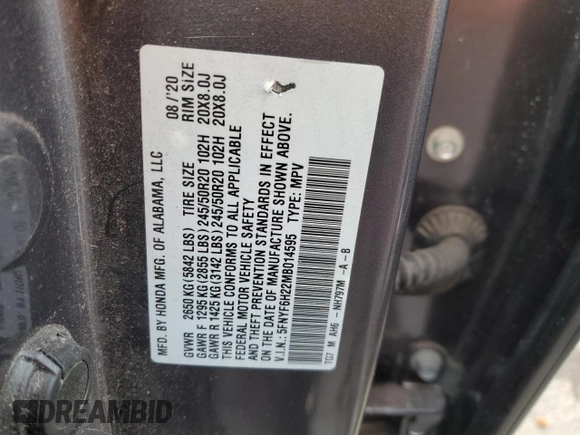 MFD. BY HONDA MFG. OF ALABAMA, LLC 08/'20
GVWR 2650 KG (5842 LBS) TIRE SIZE RIM SIZE
GAWR F 1295 KG (2855 LBS) 245/50R20 102H 20X8.0J
GAWR R 1425 KG (3142 LBS) 245/50R20 102H 20X8.0J
THIS VEHICLE CONFORMS TO ALL APPLICABLE
FEDERAL MOTOR VEHICLE SAFETY
AND THEFT PREVENTION STANDARDS IN EFFECT
ON THE DATE OF MANUFACTURE SHOWN ABOVE.
V.I.N.: 5FNYF6H22MB014595 TYPE: MPV
TG7 M AH6 - NH797M -A - B
DREAMBID